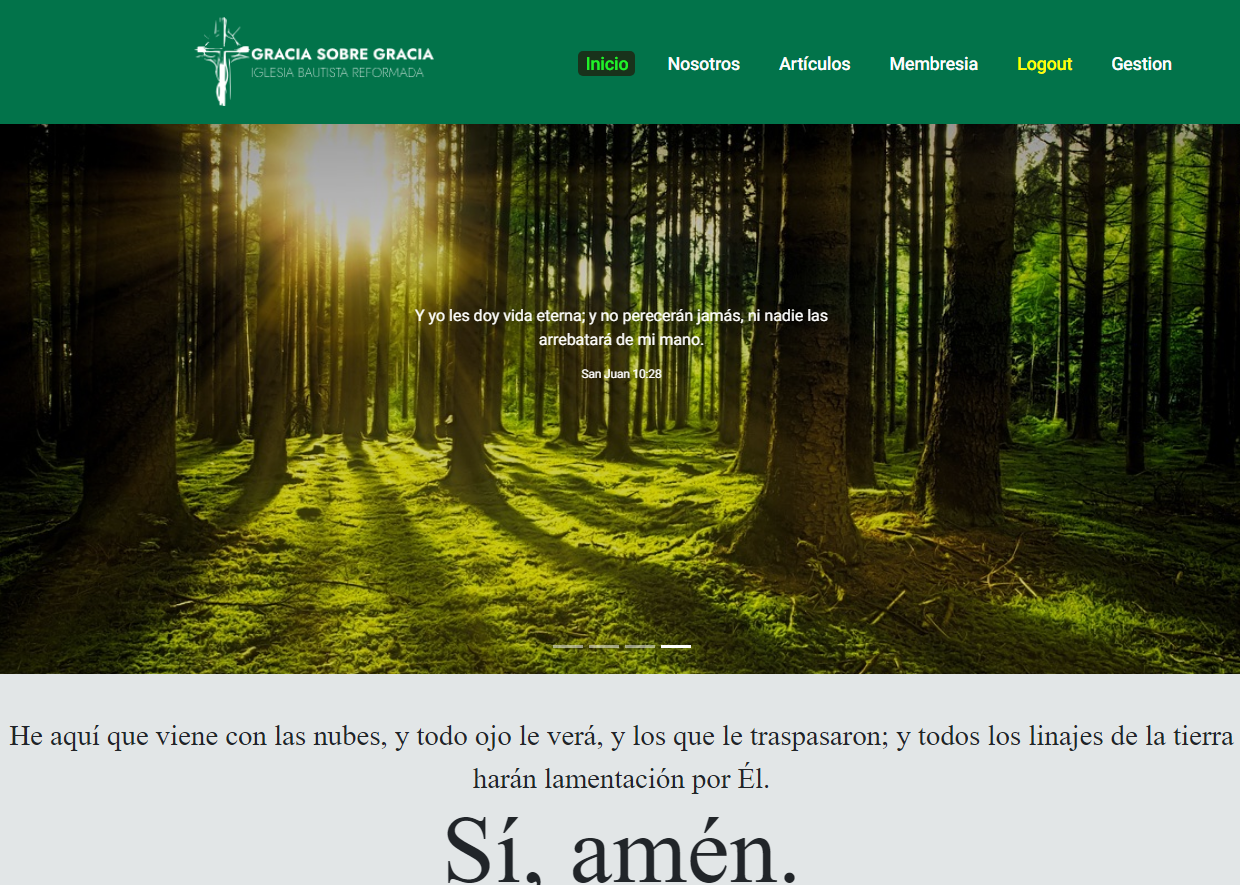 GRACIA SOBRE GRACIA
IGLESIA BAUTISTA REFORMADA
Inicio
Nosotros
Artículos
Membresia
Logout
Gestion
Y yo les doy vida eterna; y no perecerán jamás, ni nadie las
arrebatará de mi mano.
San Juan 10:28
He aquí que viene con las nubes, y todo ojo le verá, y los que le traspasaron; y todos los linajes de la tierra
harán lamentación por Él.
Sí, amén.